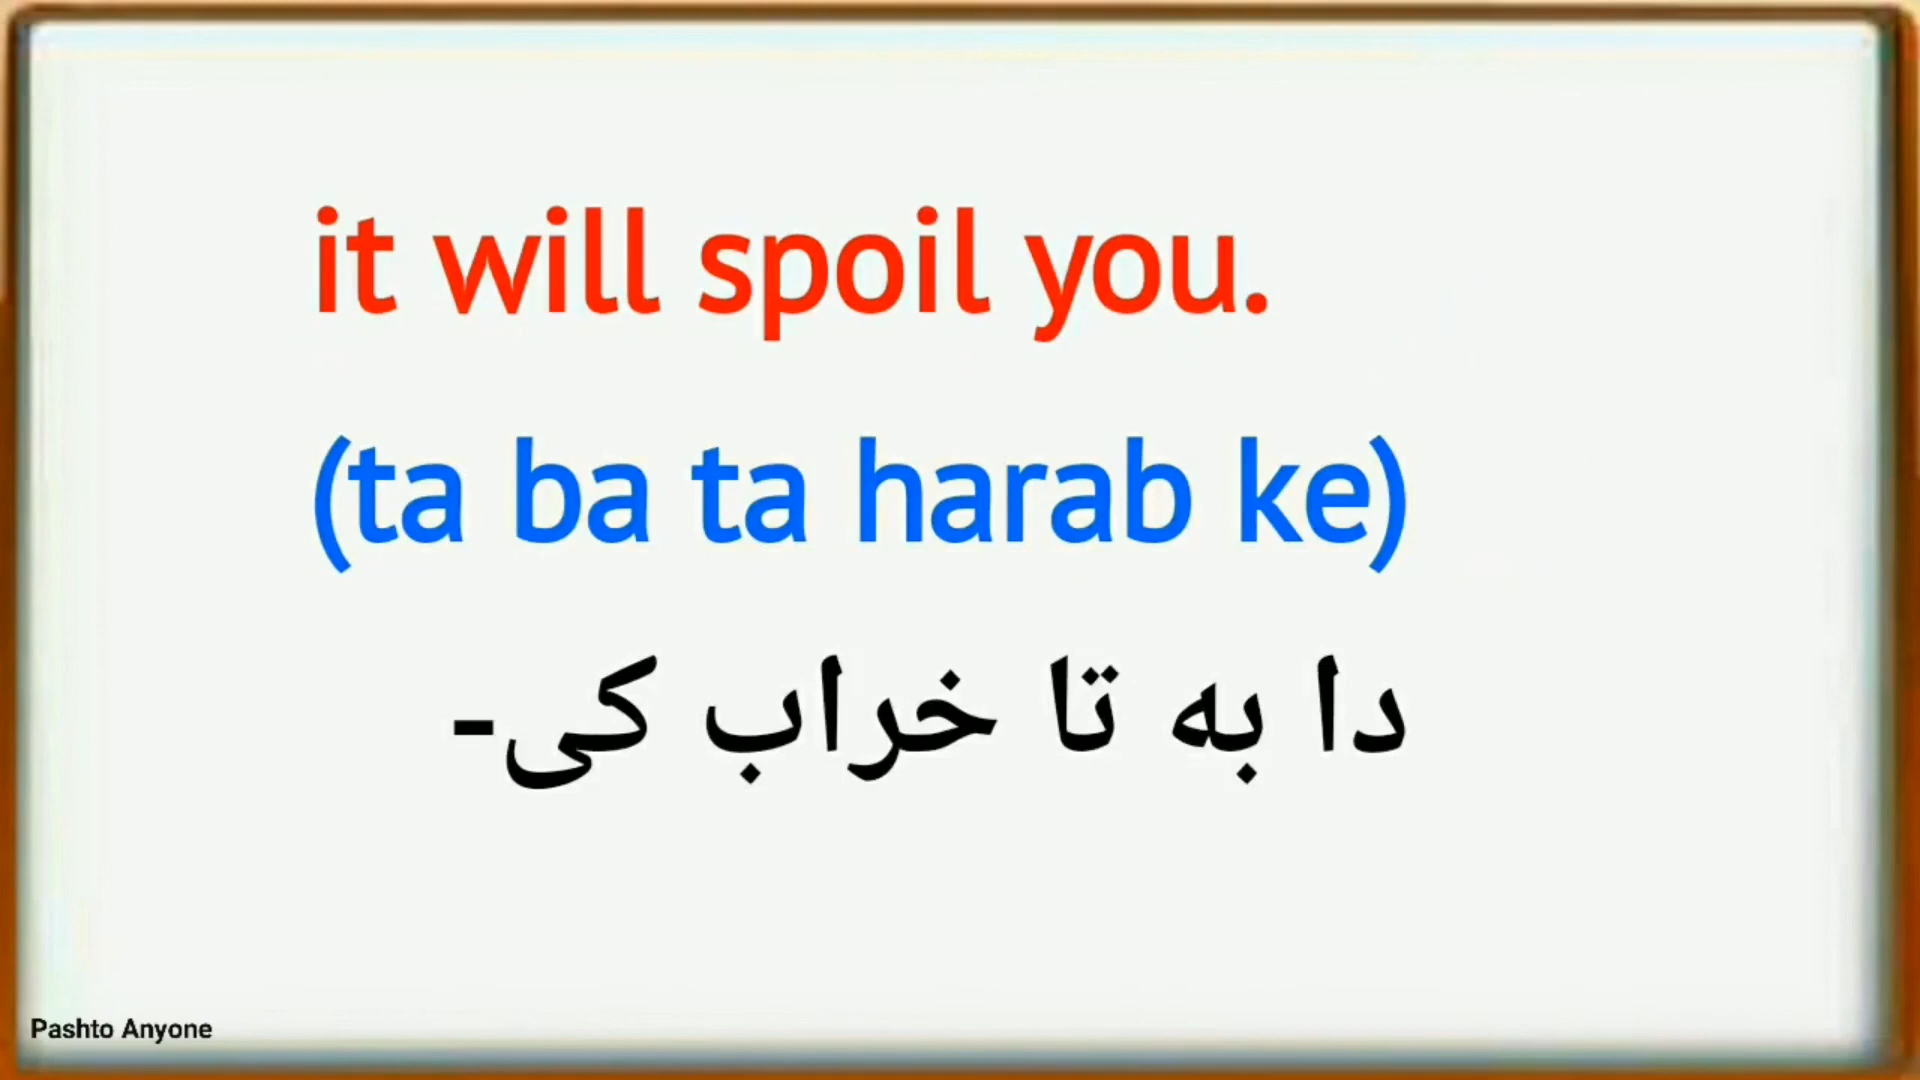 it will spoil you.
(ta ba ta harab ke)
دا به تا خراب کی-
Pashto Anyone